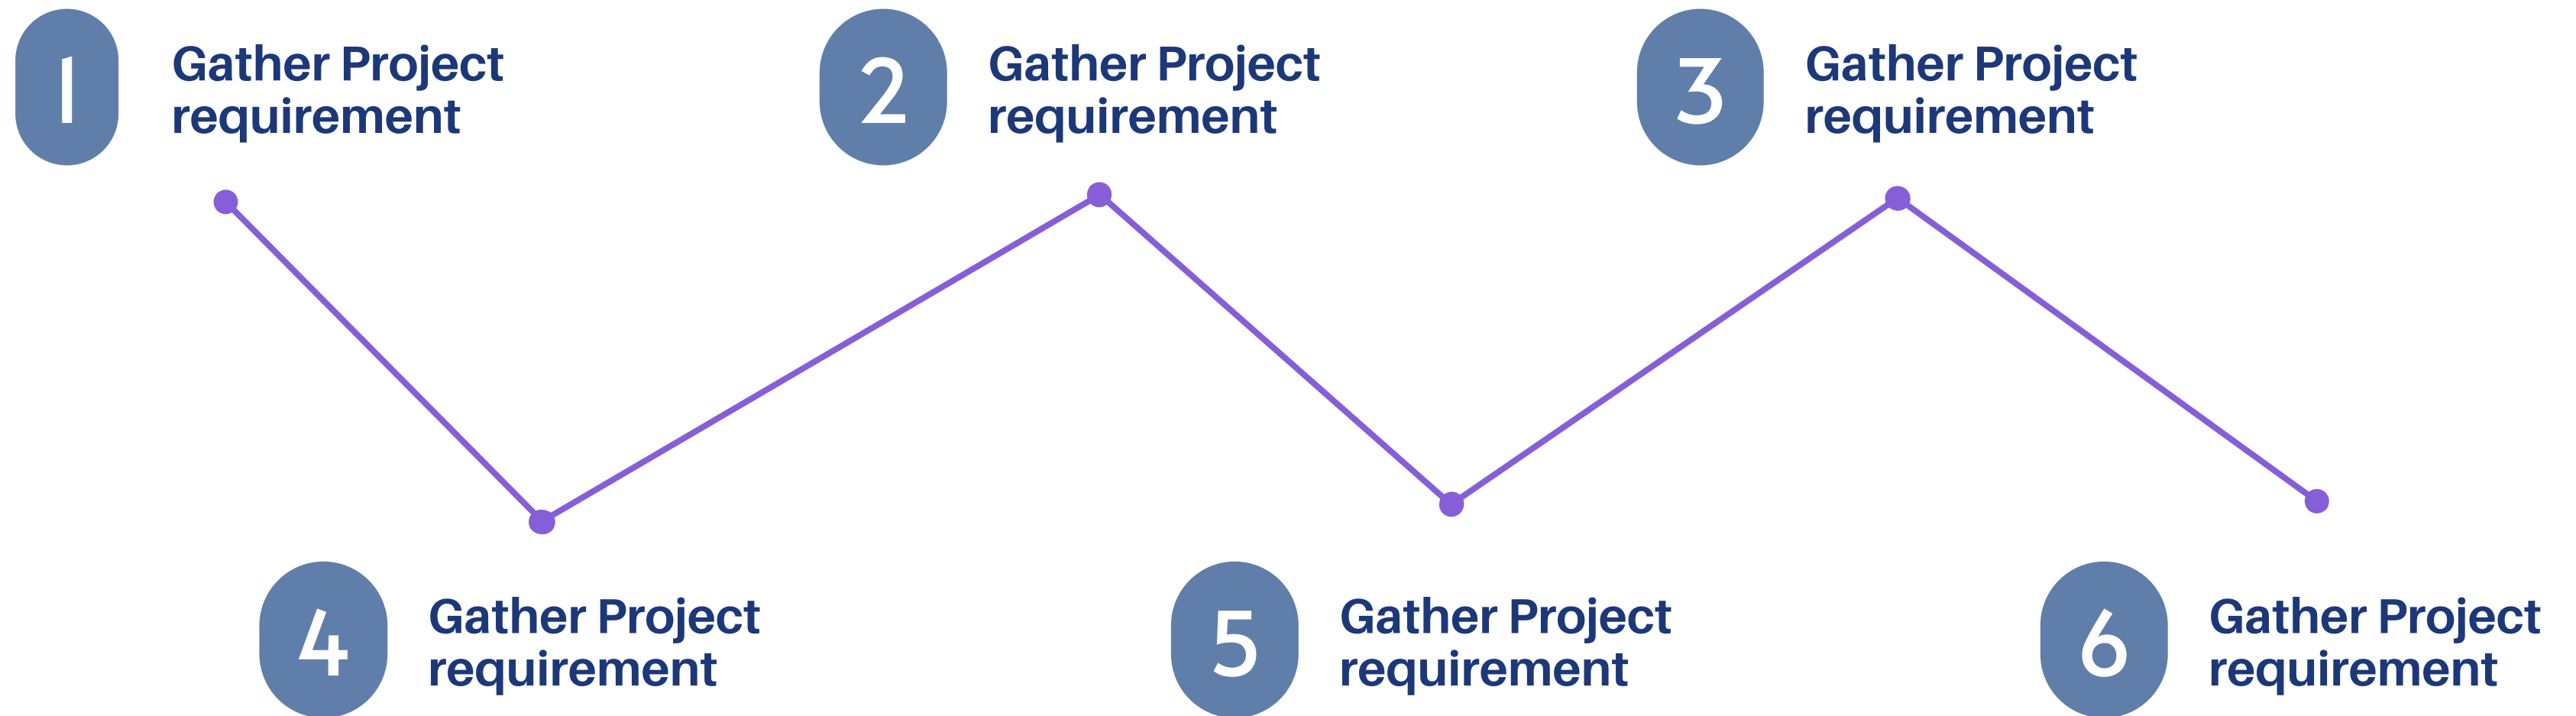 1
Gather Project
requirement
2
Gather Project
requirement
3
Gather Project
requirement
4
Gather Project
requirement
5
Gather Project
requirement
6
Gather Project
requirement